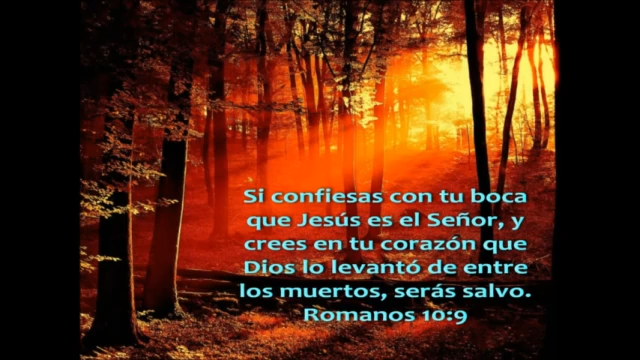 Si confiesas con tu boca
que Jesús es el Señor, y
crees en tu corazón que
Dios lo levantó de entre
los muertos, serás salvo.
Romanos 10:9